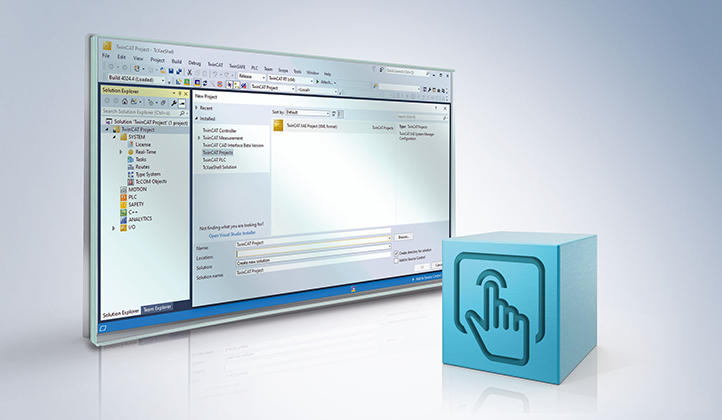 TwinCAT Project - TcXaeShell
File Edit View Project Build Debug TwinCAT TwinSAFE PLC Team Scope Tools Window Help
Release TwinCAT RT (x64) Attach...
Build 4024.4 (Loaded) TwinCAT Project <Local>
Solution Explorer
Search Solution Explorer (Ctrl+ü)
Solution 'TwinCAT Project' (1 project)
TwinCAT Project
SYSTEM
License
Real-Time
Tasks
Routes
Type System
TcCOM Objects
MOTION
PLC
SAFETY
C++
ANALYTICS
I/O
Solution Explorer Team Explorer
New Project
Recent
Installed
TwinCAT Controller
TwinCAT Measurement
TwinCAT CAD Interface Beta Version
TwinCAT Projects
TwinCAT PLC
TcXaeShell Solution
Not finding what you are looking for?
Open Visual Studio Installer
Sort by: Default
TwinCAT XAE Project (XML format) TwinCAT Projects
Type: TwinCAT Projects
TwinCAT XAE System Manager
Configuration
Name: TwinCAT Project
Location: Browse...
Solution: Create new solution
Solution name: TwinCAT Project
Create directory for solution
Add to Source Control
Add to Source Control